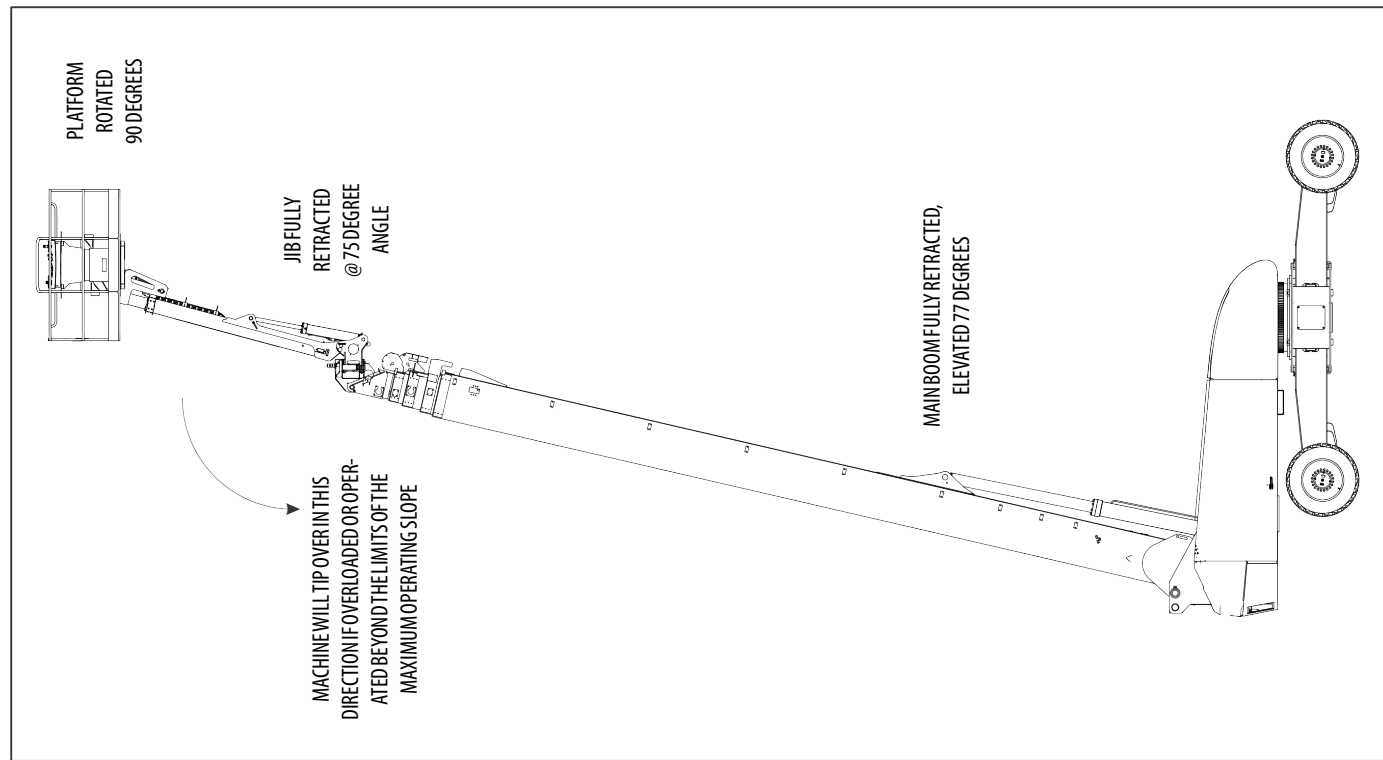 PLATFORM
ROTATED
90 DEGREES
JIB FULLY
RETRACTED
@ 75 DEGREE
ANGLE
MAIN BOOM FULLY RETRACTED,
ELEVATED 77 DEGREES
MACHINE WILL TIP OVER IN THIS
DIRECTION IF OVERLOADED OR OPER-
ATED BEYOND THE LIMITS OF THE
MAXIMUM OPERATING SLOPE